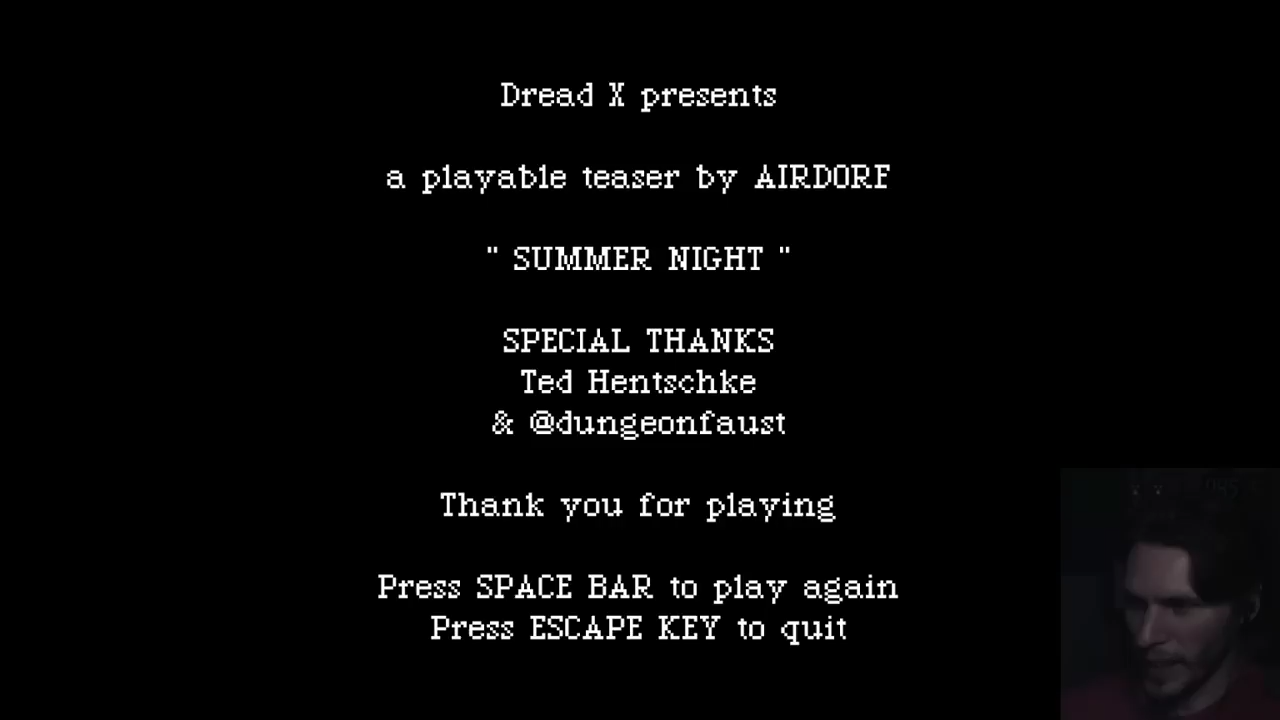 Dread X presents
a playable teaser by AIRDORF
" SUMMER NIGHT "
SPECIAL THANKS
Ted Hentschke
& @dungeonfaust
Thank you for playing
Press SPACE BAR to play again
Press ESCAPE KEY to quit